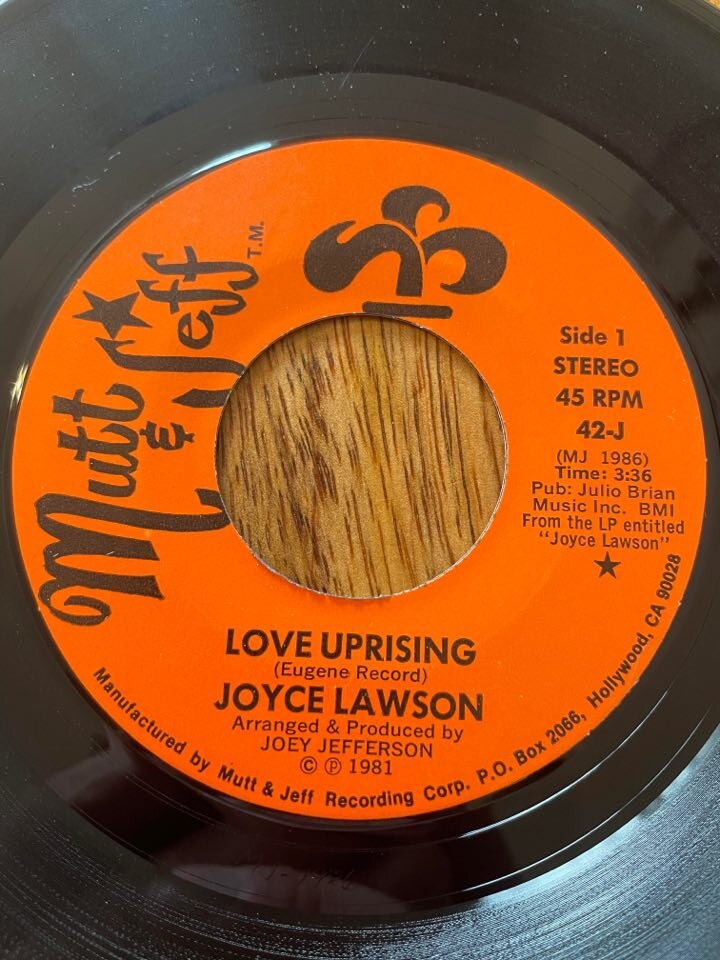 Mutt
& Jeff
T.M.
Side 1
STEREO
45 RPM
42-J
(MJ 1986)
Time: 3:36
Pub: Julio Brian
Music Inc. BMI
From the LP entitled
"Joyce Lawson"
LOVE UPRISING
(Eugene Record)
JOYCE LAWSON
Arranged & Produced by
JOEY JEFFERSON
© ℗ 1981
Manufactured by Mutt & Jeff Recording Corp. P.O. Box 2066, Hollywood, CA 90028